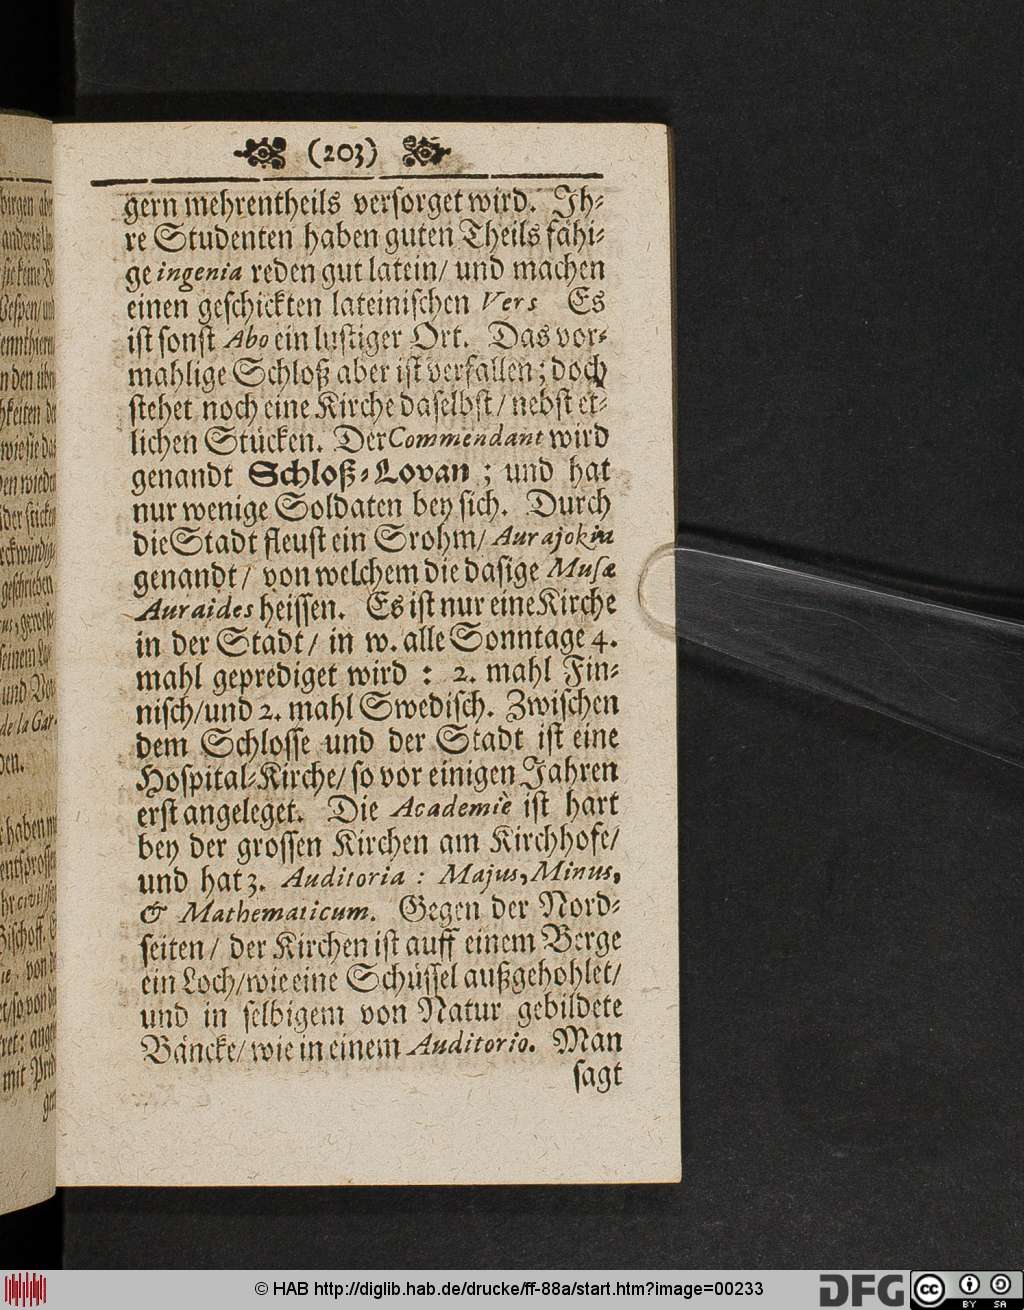 (203)
gern mehrentheils versorget wird. Ih⸗
re Studenten haben guten Theils fähi⸗
ge ingenia reden gut latein/ und machen
einen geschickten lateinischen Vers Es
ist sonst Abo ein lustiger Ort. Das vor⸗
mahlige Schloß aber ist verfallen; doch
stehet noch eine Kirche daselbst/ nebst et⸗
lichen Stücken. Der Commendant wird
genandt Schloß⸗Lovan; und hat
nur wenige Soldaten bey sich. Durch
die Stadt fleust ein Srohm/ Aurajokia
genandt/ von welchem die dasige Musæ
Auraides heissen. Es ist nur eine Kirche
in der Stadt/ in w. alle Sonntage 4.
mahl geprediget wird: 2. mahl Fin⸗
nisch/ und 2. mahl Swedisch. Zwischen
dem Schlosse und der Stadt ist eine
Hospital⸗Kirche/ so vor einigen Jahren
erst angeleget. Die Academie ist hart
bey der grossen Kirchen am Kirchhofe/
und hat 3. Auditoria: Majus, Minus,
& Mathematicum. Gegen der Nord⸗
seiten/ der Kirchen ist auff einem Berge
ein Loch/ wie eine Schüssel außgehohlet/
und in selbigem von Natur gebildete
Bäncke/ wie in einem Auditorio. Man
sagt
© HAB http://diglib.hab.de/drucke/ff-88a/start.htm?image=00233
DFG
cc BY SA